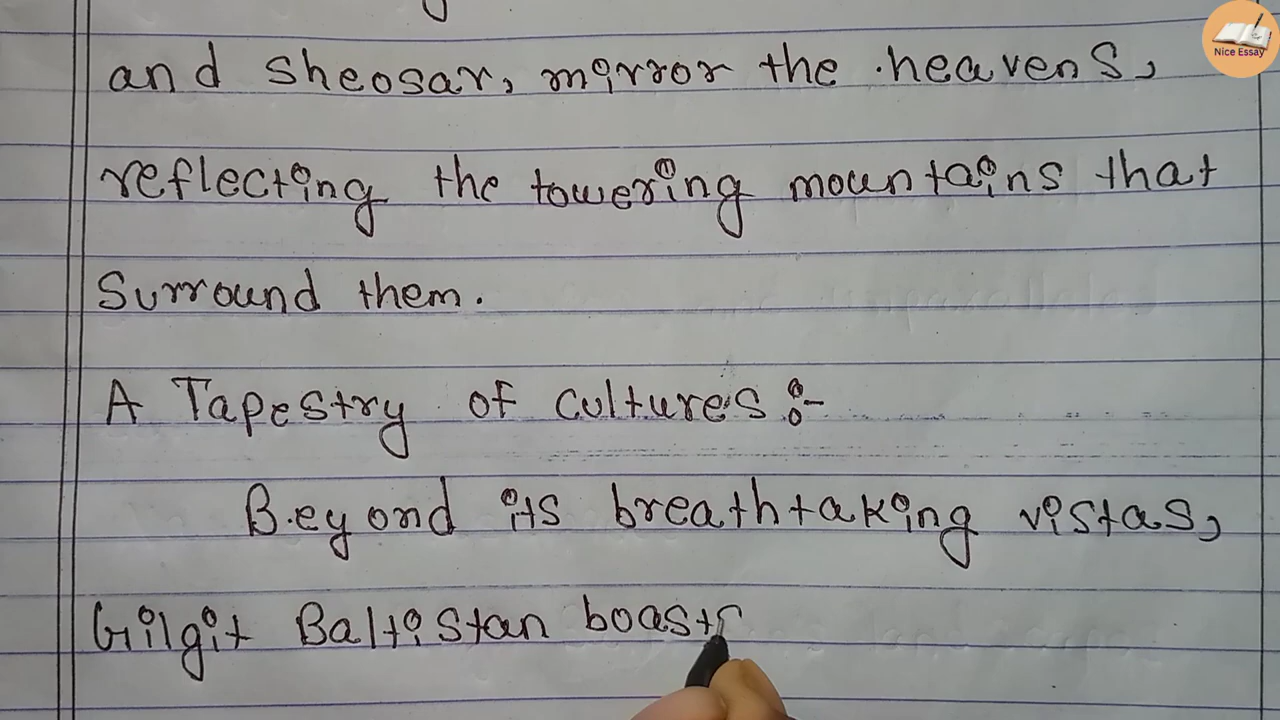 Nice Essay
and Sheosar, mirror the heavens,
reflecting the towering mountains that
Surround them.
A Tapestry of cultures :-
Beyond its breathtaking vistas,
Gilgit Baltistan boasts